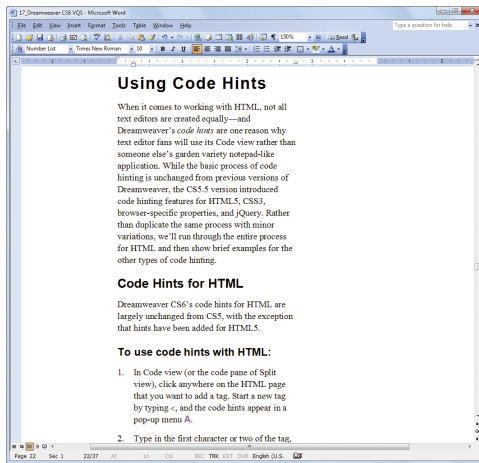 17_Dreamweaver CS6 VQS - Microsoft Word
File Edit View Insert Format Tools Table Window Help
Type a question for help
150% Read
Number List Times New Roman 10 B I U
Using Code Hints
When it comes to working with HTML, not all
text editors are created equally—and
Dreamweaver's code hints are one reason why
text editor fans will use its Code view rather than
someone else's garden variety notepad-like
application. While the basic process of code
hinting is unchanged from previous versions of
Dreamweaver, the CS5.5 version introduced
code hinting features for HTML5, CSS3,
browser-specific properties, and jQuery. Rather
than duplicate the same process with minor
variations, we'll run through the entire process
for HTML and then show brief examples for the
other types of code hinting.
Code Hints for HTML
Dreamweaver CS6's code hints for HTML are
largely unchanged from CS5, with the exception
that hints have been added for HTML5.
To use code hints with HTML:
1. In Code view (or the code pane of Split
view), click anywhere on the HTML page
that you want to add a tag. Start a new tag
by typing <, and the code hints appear in a
pop-up menu A.
2. Type in the first character or two of the tag,
Page 22 Sec 1 22/37 At Ln Col REC TRK EXT OVR English (U.S.